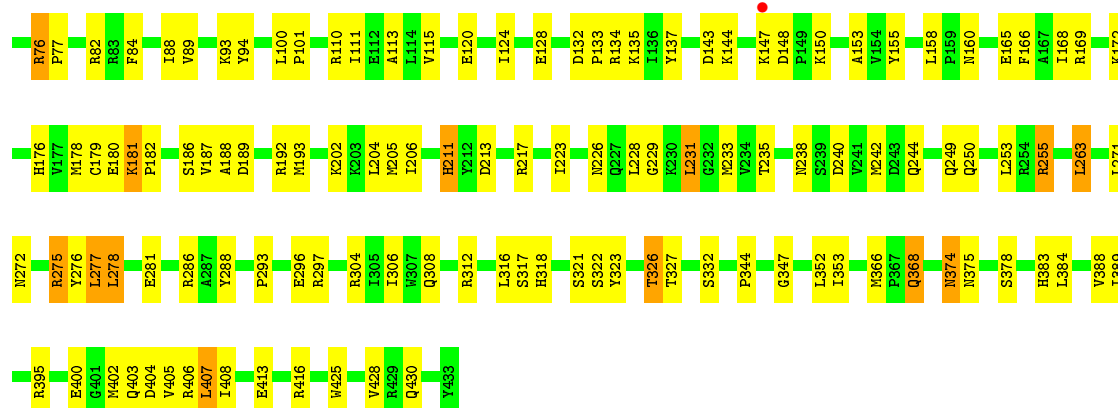 R76 P77 R82 R83 F84 I88 V89 K93 Y94 L100 P101 R110 I111 E112 A113 L114 V115 E120 I124 E128 D132 P133 R134 K135 I136 Y137 D143 K144 K147 D148 P149 K150 A153 V154 Y155 L158 P159 N160 E165 F166 A167 I168 R169 K172
H176 V177 M178 C179 E180 K181 P182 S186 V187 A188 D189 R192 M193 K202 K203 L204 M205 I206 H211 Y212 D213 R217 I223 N226 Q227 L228 G229 K230 L231 G232 M233 V234 T235 N238 S239 D240 V241 M242 D243 Q244 Q249 Q250 L253 R254 R255 L263 L271
N272 R275 Y276 L277 L278 E281 R286 A287 Y288 P293 E296 R297 R304 I305 I306 W307 Q308 R312 L316 S317 H318 S321 S322 Y323 T326 T327 S332 P344 G347 L352 I353 M366 P367 Q368 N374 N375 S378 H383 L384 V388
R395 E400 G401 M402 Q403 D404 V405 R406 L407 I408 E413 R416 W425 V428 R429 Q430 Y433